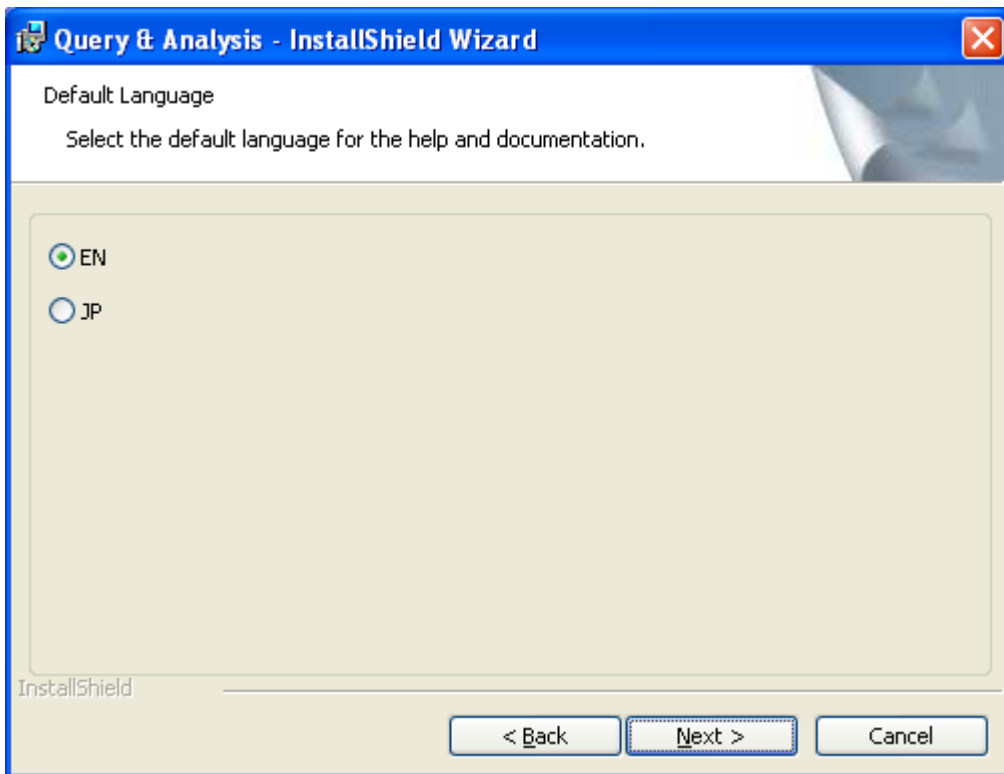 Query & Analysis - InstallShield Wizard
Default Language
Select the default language for the help and documentation.
EN
JP
InstallShield
< Back
Next >
Cancel